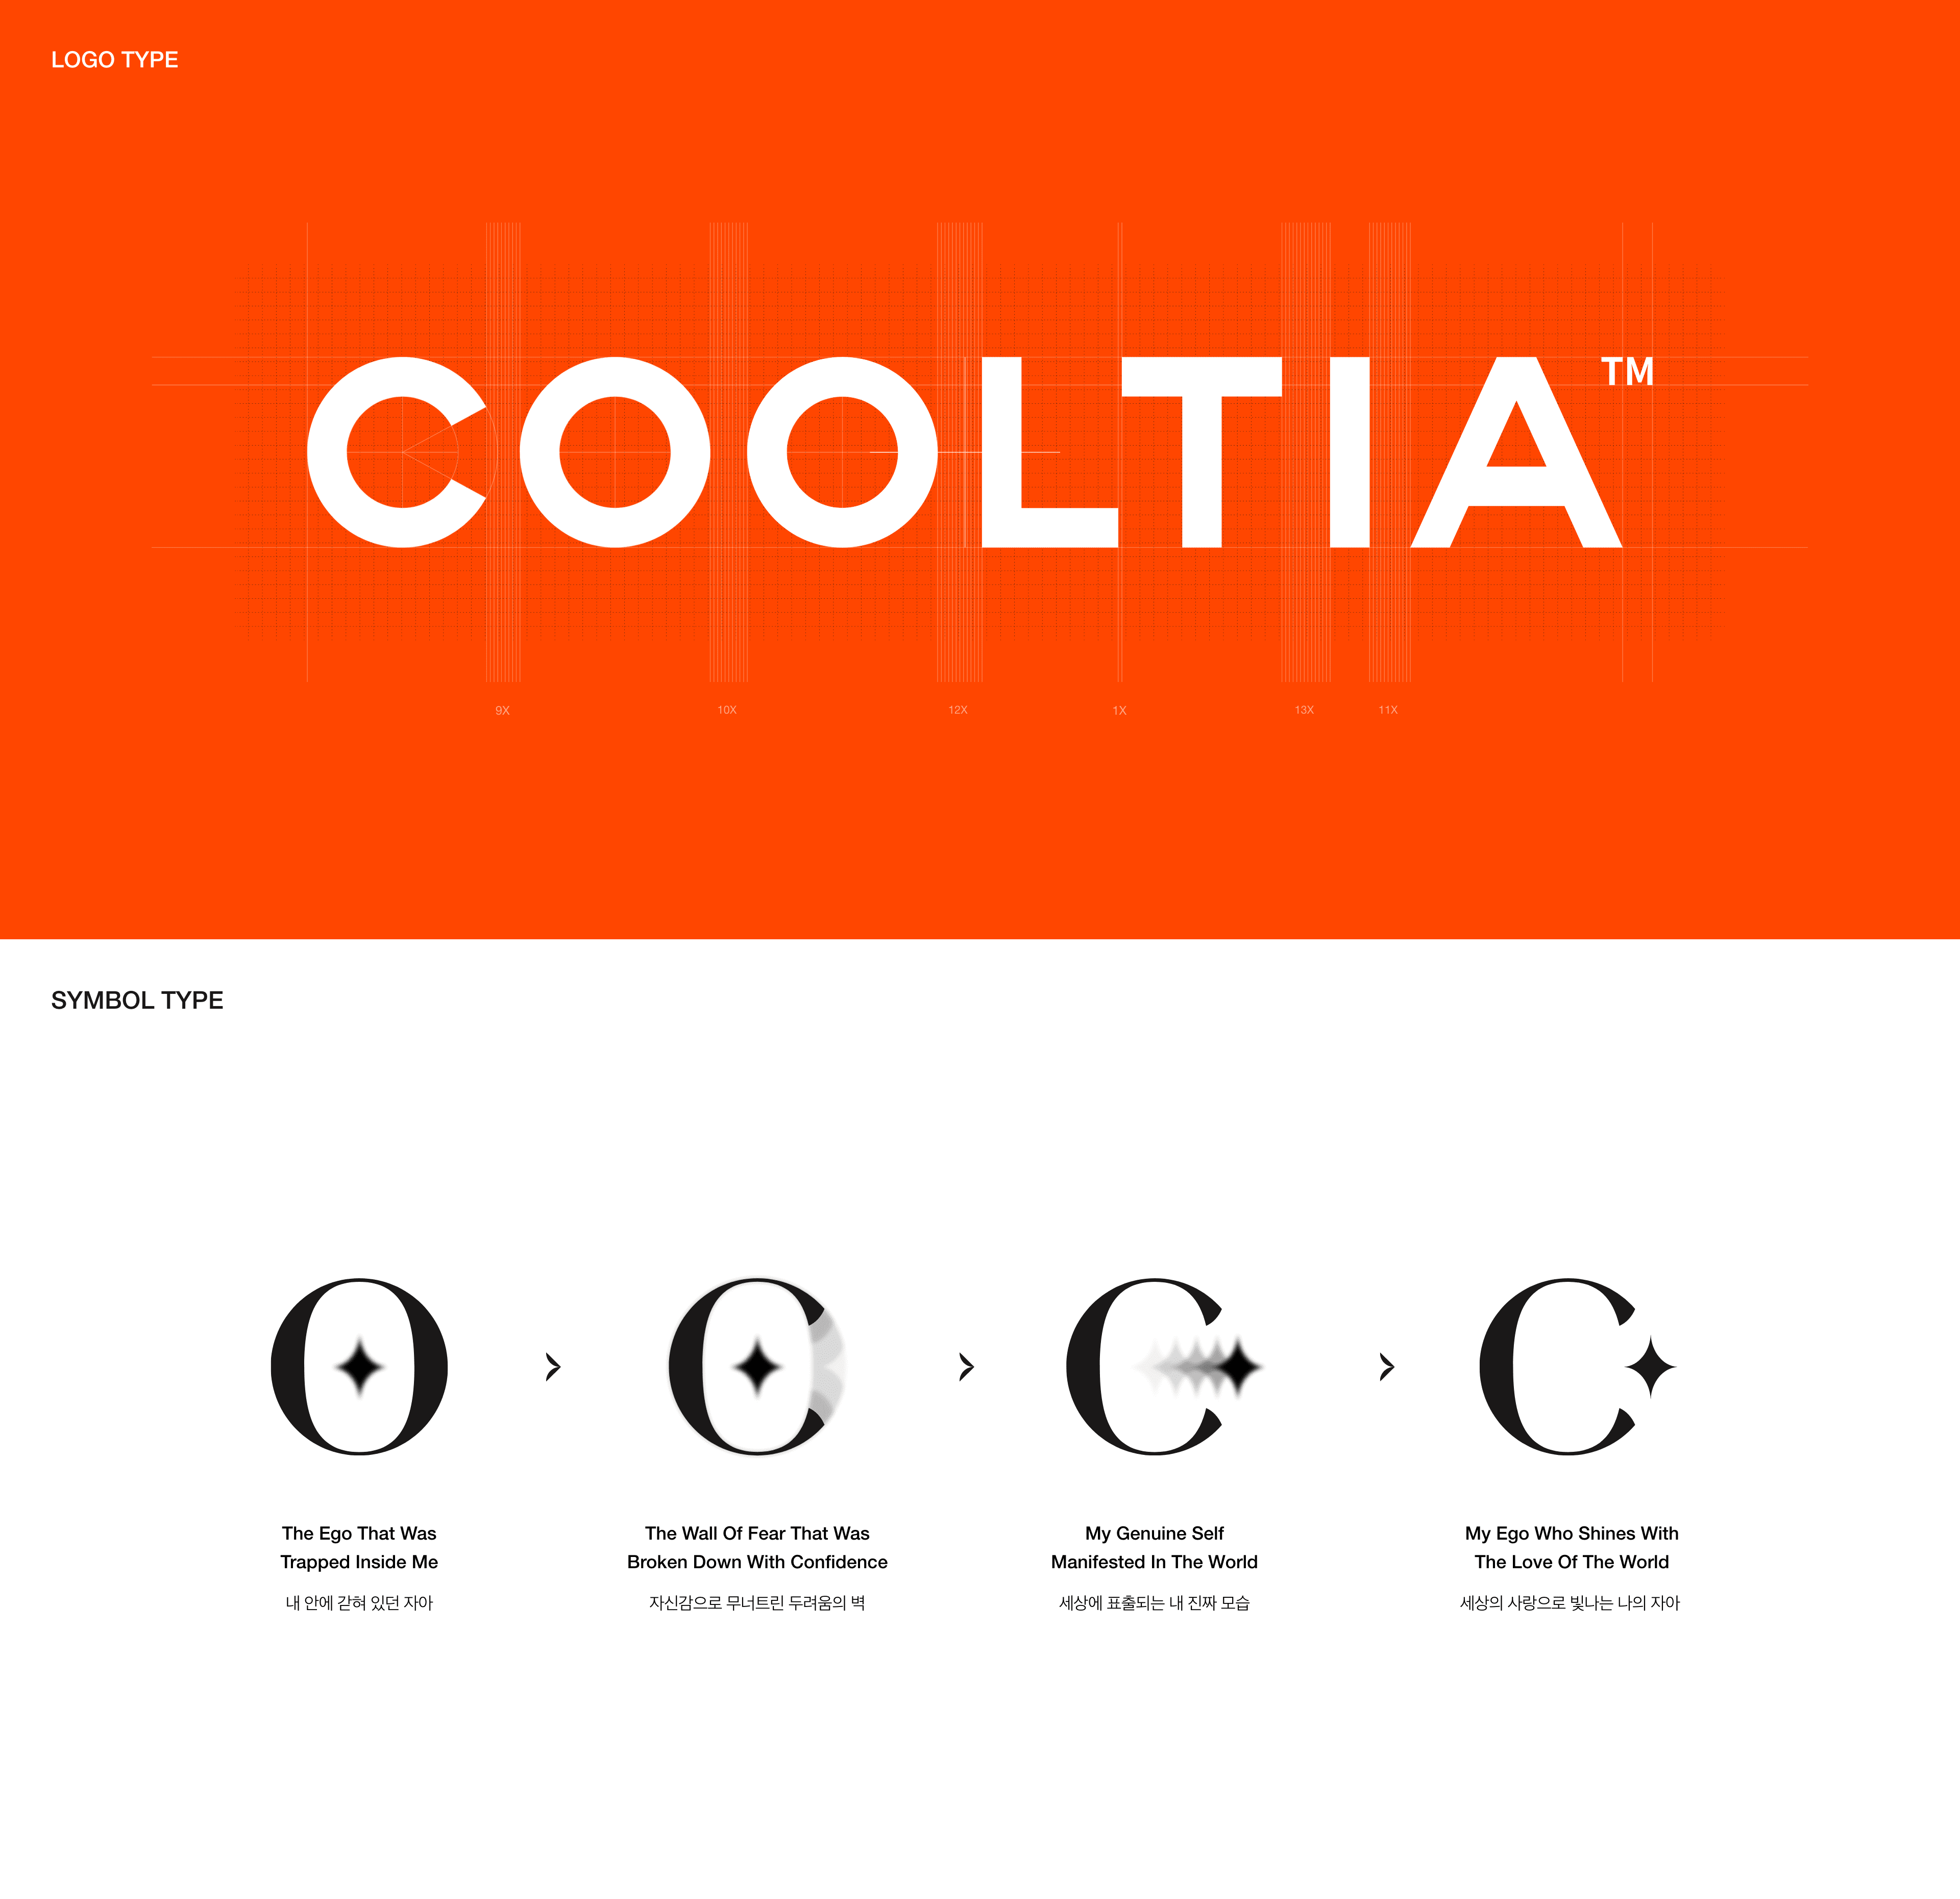 LOGO TYPE
COOLTIA™
9X 10X 12X 1X 13X 11X
SYMBOL TYPE
The Ego That Was
Trapped Inside Me
내 안에 갇혀 있던 자아
The Wall Of Fear That Was
Broken Down With Confidence
자신감으로 무너트린 두려움의 벽
My Genuine Self
Manifested In The World
세상에 표출되는 내 진짜 모습
My Ego Who Shines With
The Love Of The World
세상의 사랑으로 빛나는 나의 자아